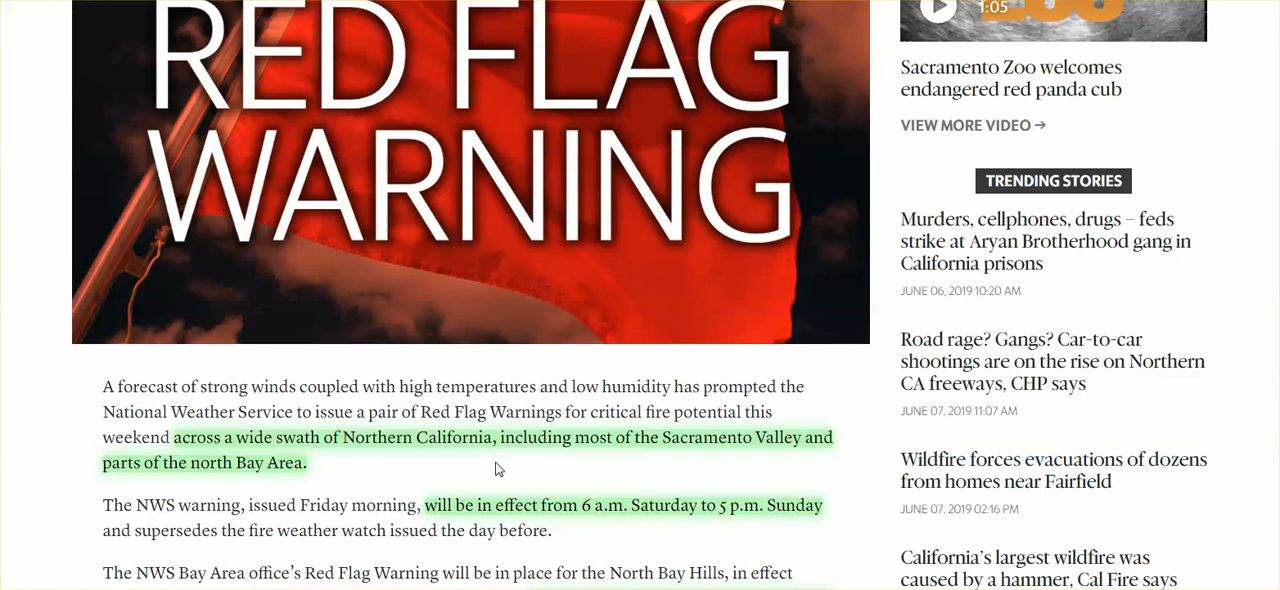 RED FLAG
WARNING
A forecast of strong winds coupled with high temperatures and low humidity has prompted the
National Weather Service to issue a pair of Red Flag Warnings for critical fire potential this
weekend across a wide swath of Northern California, including most of the Sacramento Valley and
parts of the north Bay Area.
The NWS warning, issued Friday morning, will be in effect from 6 a.m. Saturday to 5 p.m. Sunday
and supersedes the fire weather watch issued the day before.
The NWS Bay Area office’s Red Flag Warning will be in place for the North Bay Hills, in effect
1:05
Sacramento Zoo welcomes
endangered red panda cub
VIEW MORE VIDEO →
TRENDING STORIES
Murders, cellphones, drugs – feds
strike at Aryan Brotherhood gang in
California prisons
JUNE 06, 2019 10:20 AM
Road rage? Gangs? Car-to-car
shootings are on the rise on Northern
CA freeways, CHP says
JUNE 07, 2019 11:07 AM
Wildfire forces evacuations of dozens
from homes near Fairfield
JUNE 07, 2019 02:16 PM
California’s largest wildfire was
caused by a hammer, Cal Fire says